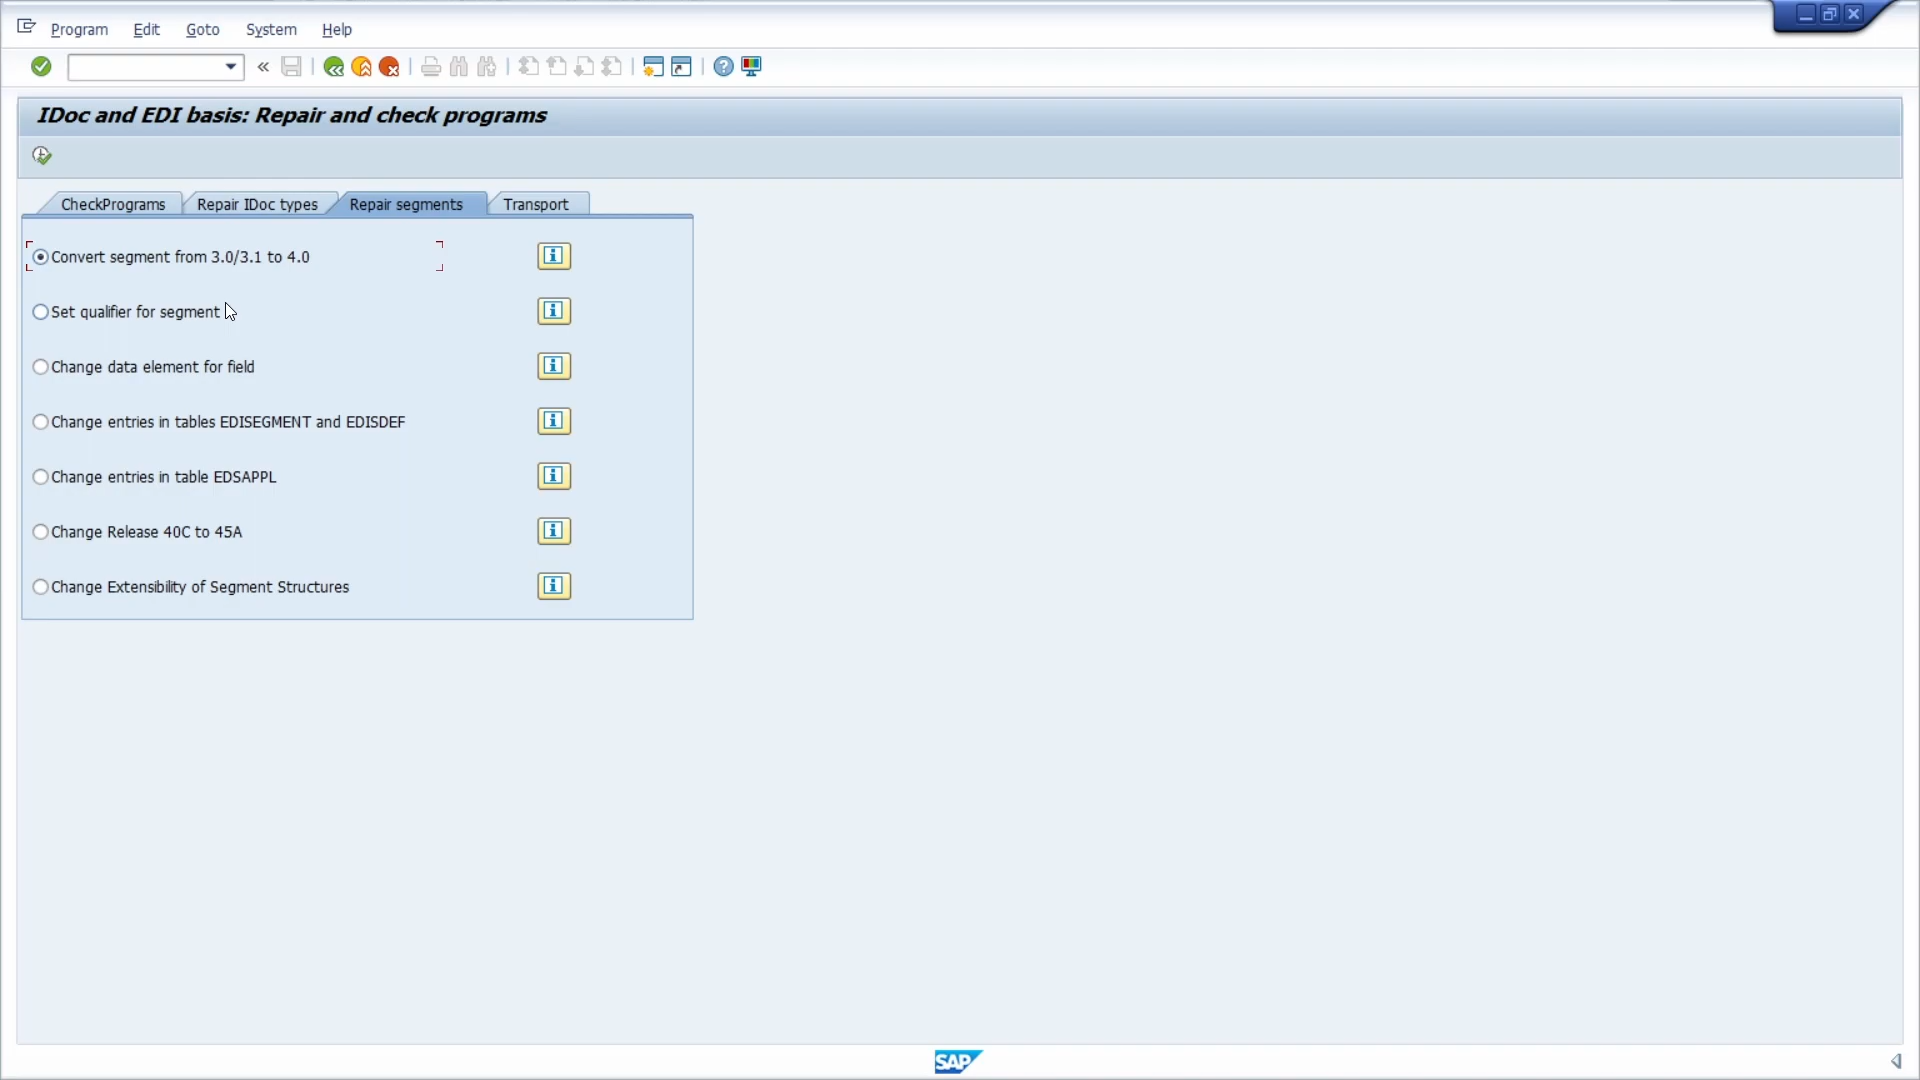 Program Edit Goto System Help
IDoc and EDI basis: Repair and check programs
CheckPrograms Repair IDoc types Repair segments Transport
Convert segment from 3.0/3.1 to 4.0
Set qualifier for segment
Change data element for field
Change entries in tables EDISEGMENT and EDISDEF
Change entries in table EDSAPPL
Change Release 40C to 45A
Change Extensibility of Segment Structures
SAP